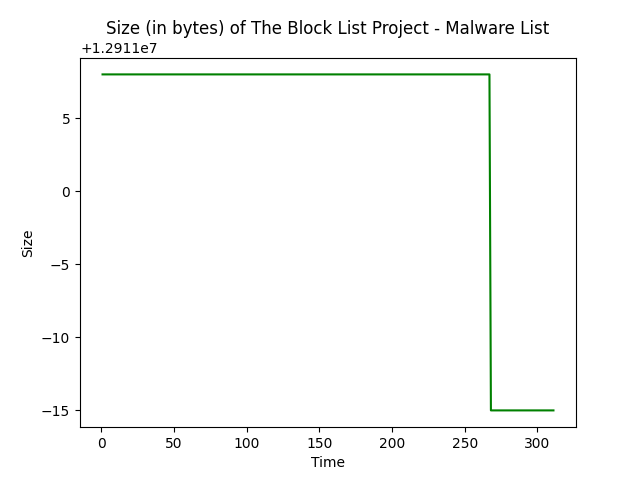 Size (in bytes) of The Block List Project - Malware List
+1.2911e7
5
0
−5
−10
−15
Size
0 50 100 150 200 250 300
Time